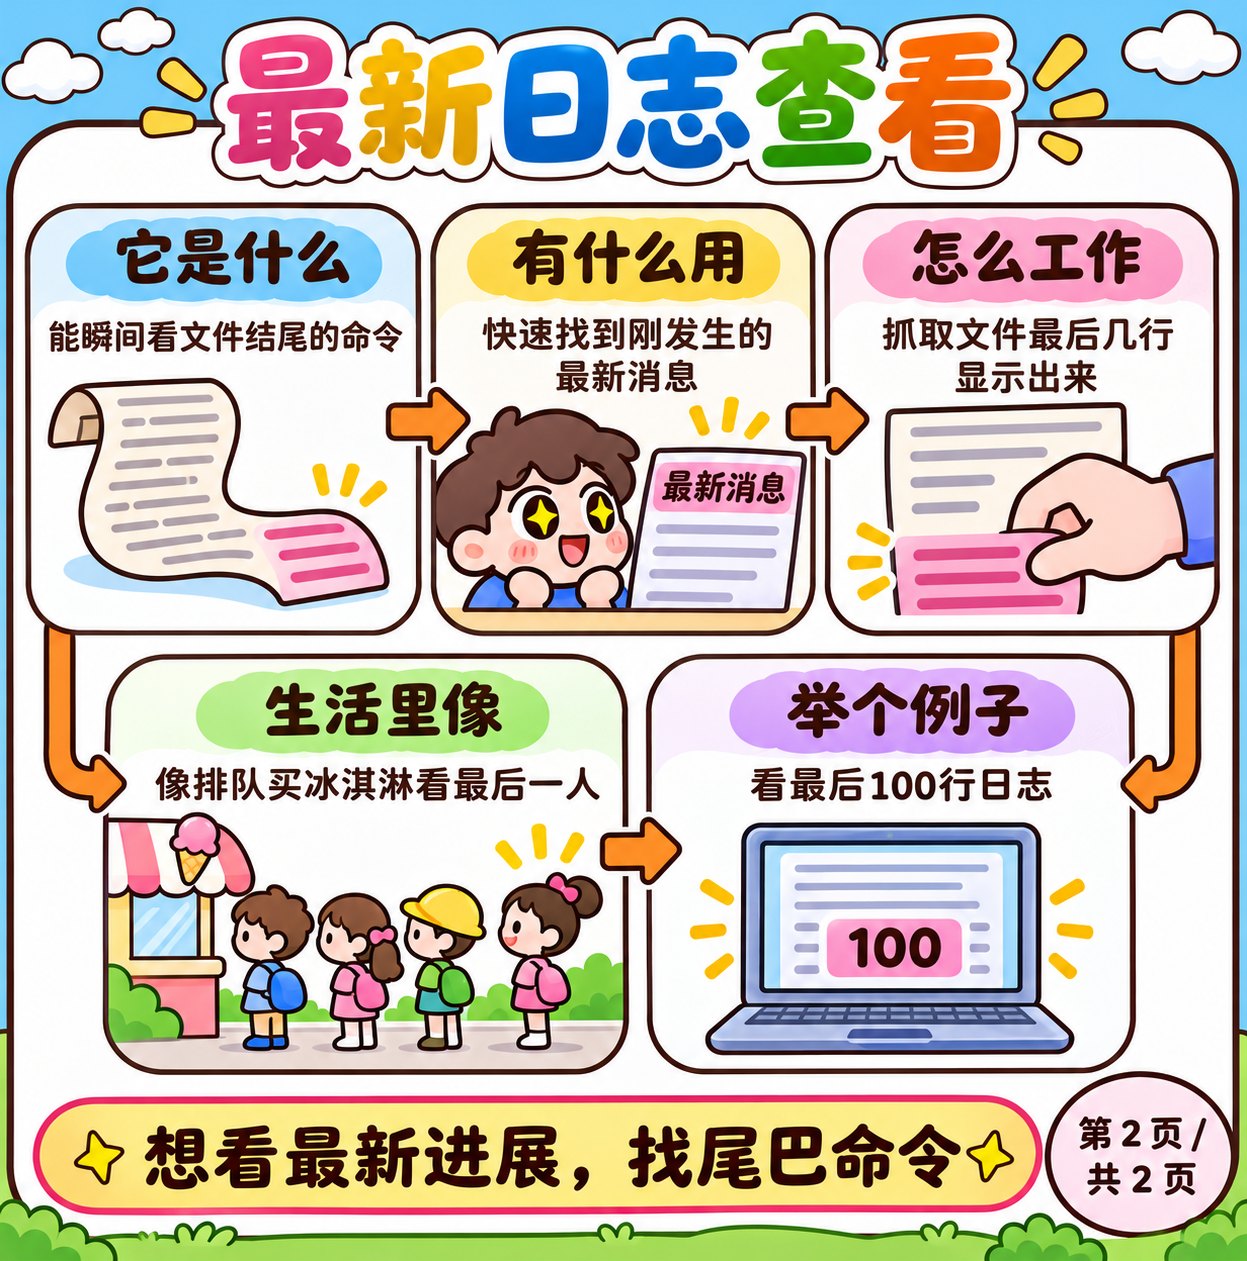 最新日志查看
它是什么
能瞬间看文件结尾的命令
有什么用
快速找到刚发生的
最新消息
最新消息
怎么工作
抓取文件最后几行
显示出来
生活里像
像排队买冰淇淋看最后一人
举个例子
看最后100行日志
100
想看最新进展，找尾巴命令
第2页/
共2页